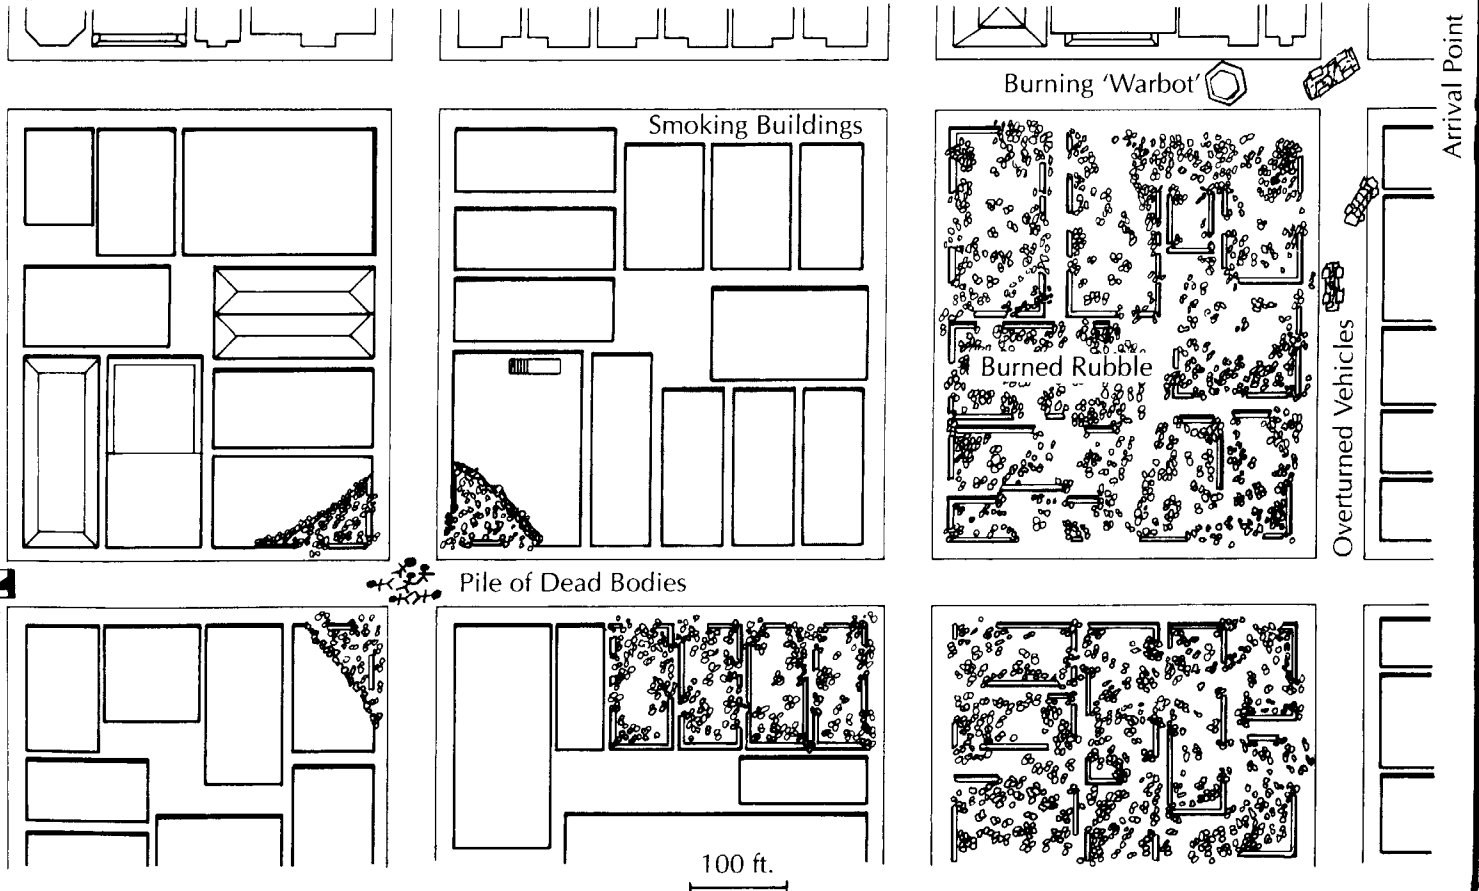 Arrival Point
Burning 'Warbot'
Smoking Buildings
Burned Rubble
Overturned Vehicles
Pile of Dead Bodies
100 ft.